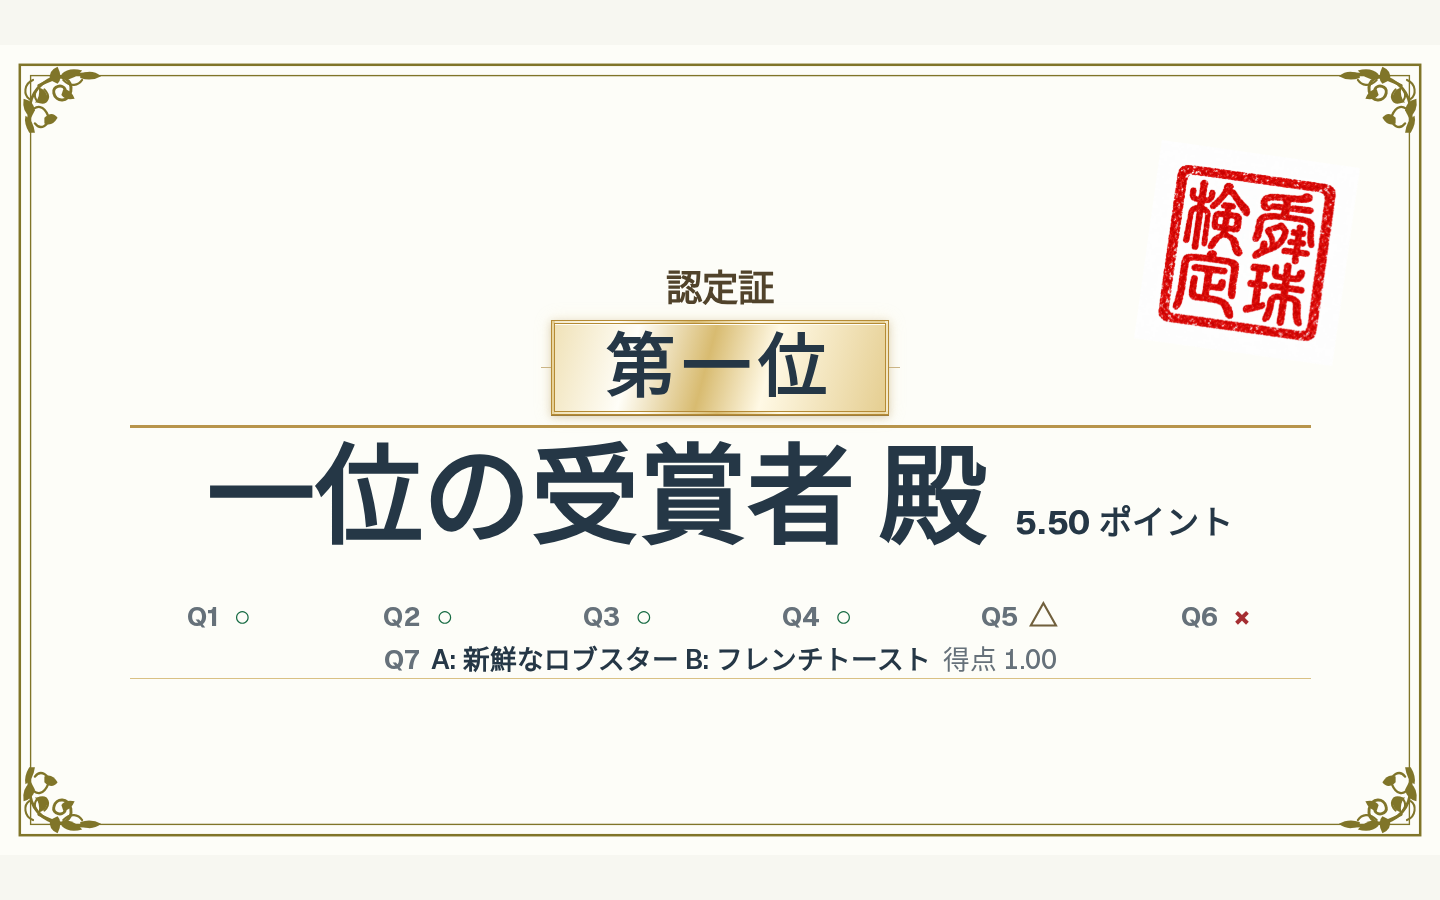 舜珠
検定
認定証
第一位
一位の受賞者 殿 5.50 ポイント
Q1 ○ Q2 ○ Q3 ○ Q4 ○ Q5 △ Q6 ×
Q7 A: 新鮮なロブスター B: フレンチトースト 得点 1.00